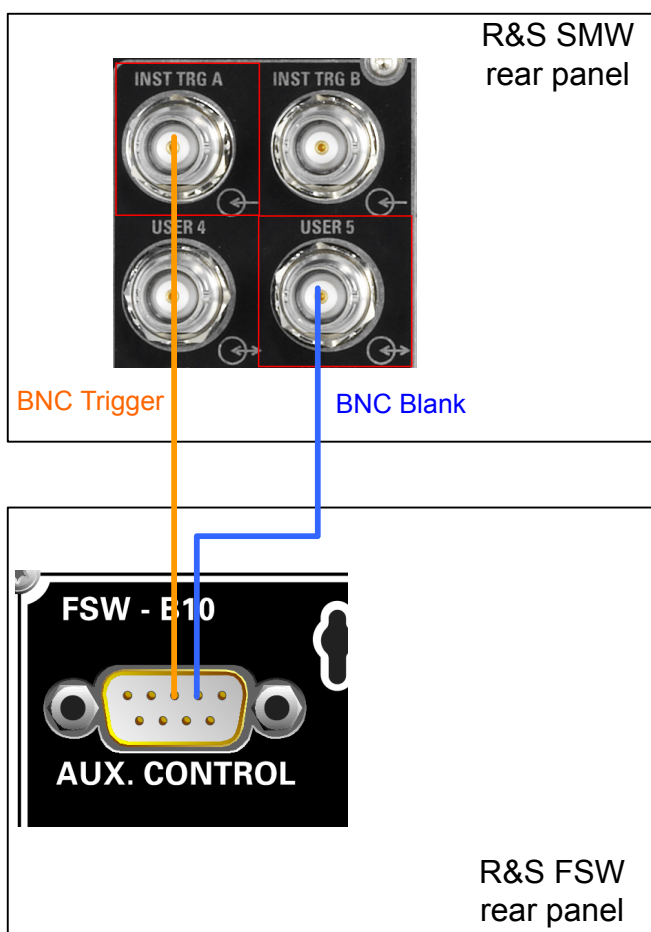 R&S SMW
rear panel
INST TRG A
INST TRG B
USER 4
USER 5
BNC Trigger
BNC Blank
FSW - B10
AUX. CONTROL
R&S FSW
rear panel